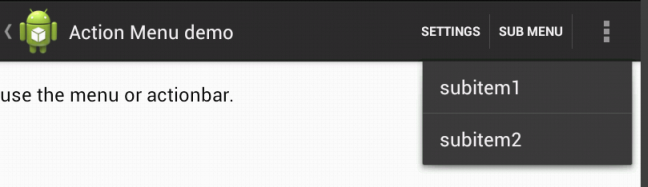 Action Menu demo
SETTINGS
SUB MENU
use the menu or actionbar.
subitem1
subitem2